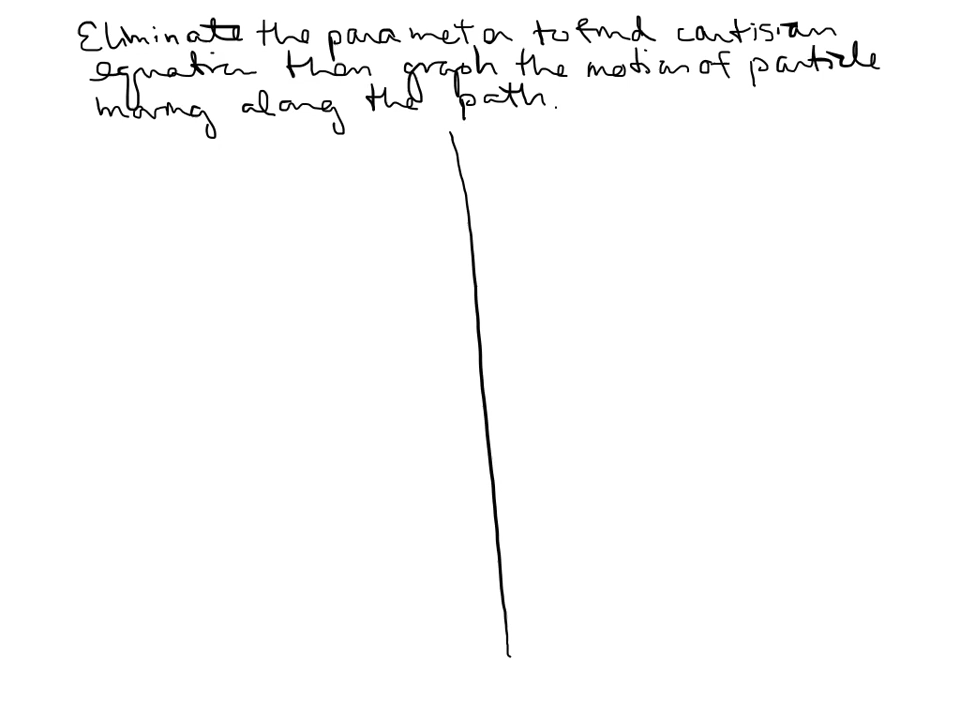 Eliminate the parameter to find cartisian
equation then graph the motion of particle
moving along the path.